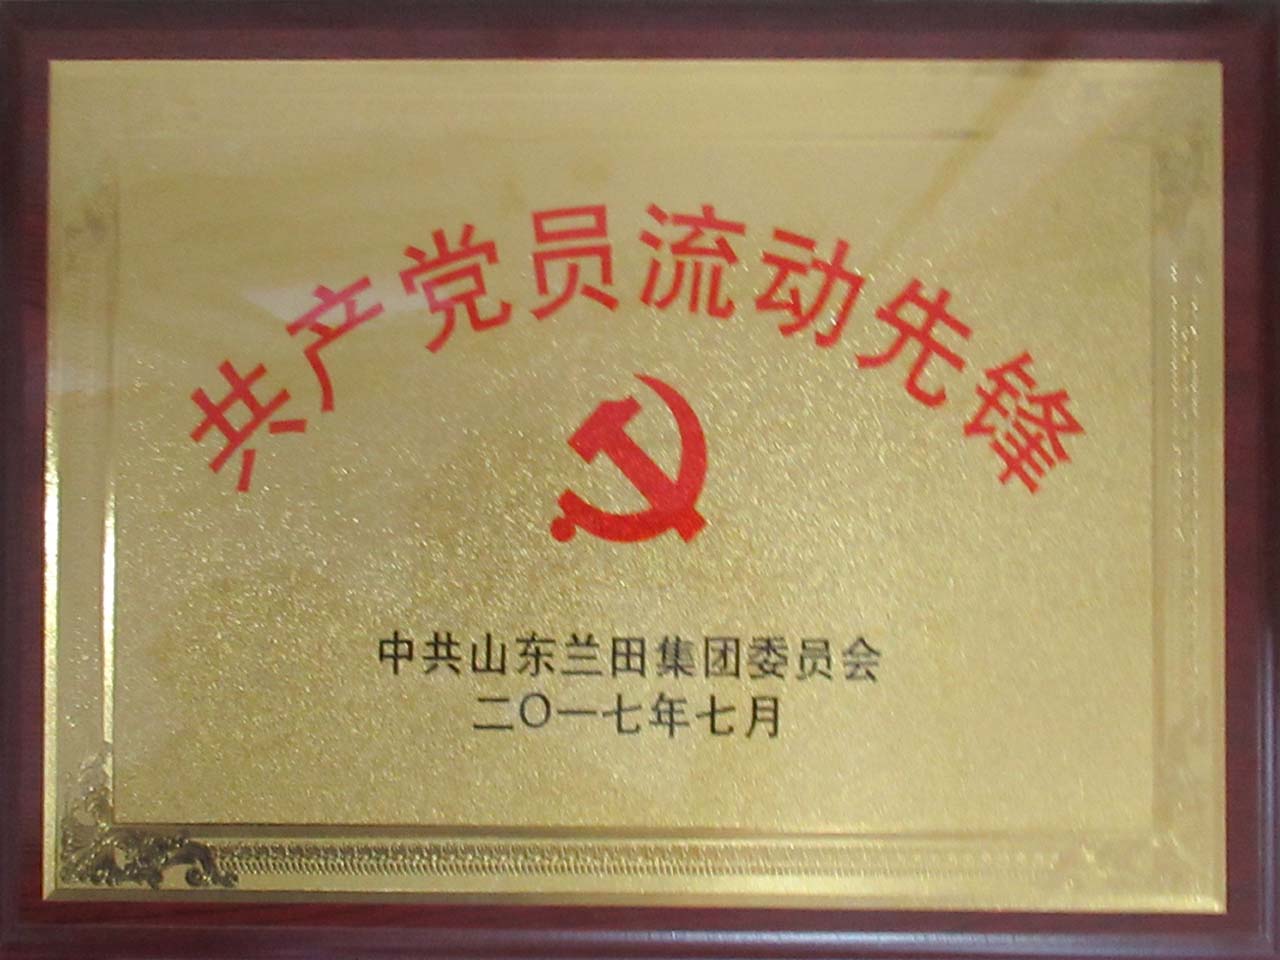 共产党员流动先锋
中共山东兰田集团委员会
二〇一七年七月